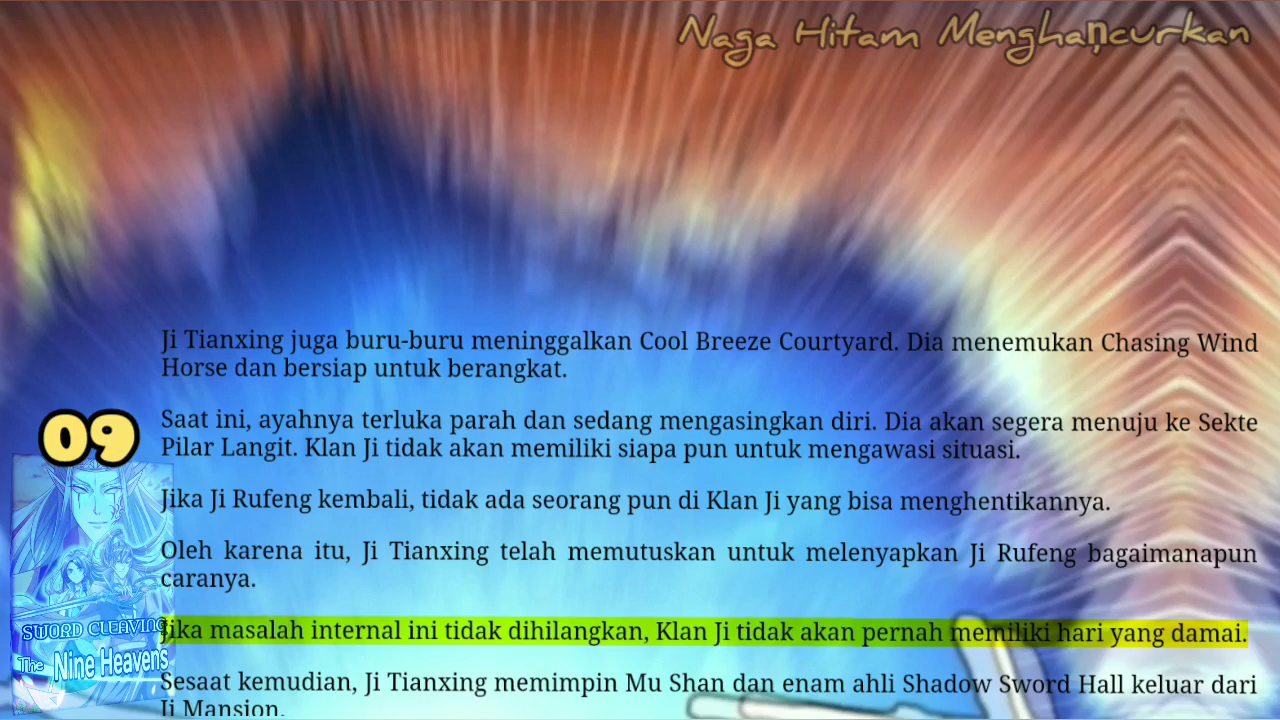 Naga Hitam Menghaṇcurkan
Ji Tianxing juga buru-buru meninggalkan Cool Breeze Courtyard. Dia menemukan Chasing Wind
Horse dan bersiap untuk berangkat.
Saat ini, ayahnya terluka parah dan sedang mengasingkan diri. Dia akan segera menuju ke Sekte
Pilar Langit. Klan Ji tidak akan memiliki siapa pun untuk mengawasi situasi.
Jika Ji Rufeng kembali, tidak ada seorang pun di Klan Ji yang bisa menghentikannya.
Oleh karena itu, Ji Tianxing telah memutuskan untuk melenyapkan Ji Rufeng bagaimanapun
caranya.
Jika masalah internal ini tidak dihilangkan, Klan Ji tidak akan pernah memiliki hari yang damai.
Sesaat kemudian, Ji Tianxing memimpin Mu Shan dan enam ahli Shadow Sword Hall keluar dari
Ji Mansion.
09
SWORD CLEAVING
The Nine Heavens